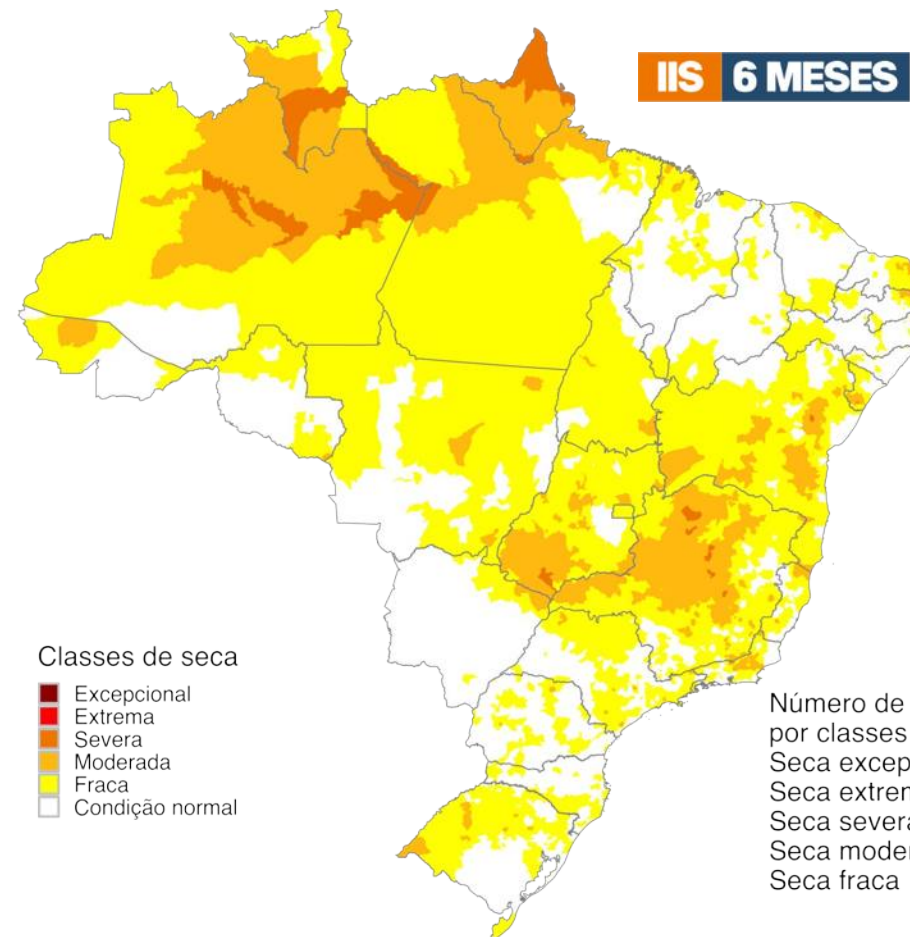 IIS 6 MESES
Classes de seca
Excepcional
Extrema
Severa
Moderada
Fraca
Condição normal
Número de
por classes
Seca excep
Seca extrem
Seca severa
Seca moder
Seca fraca